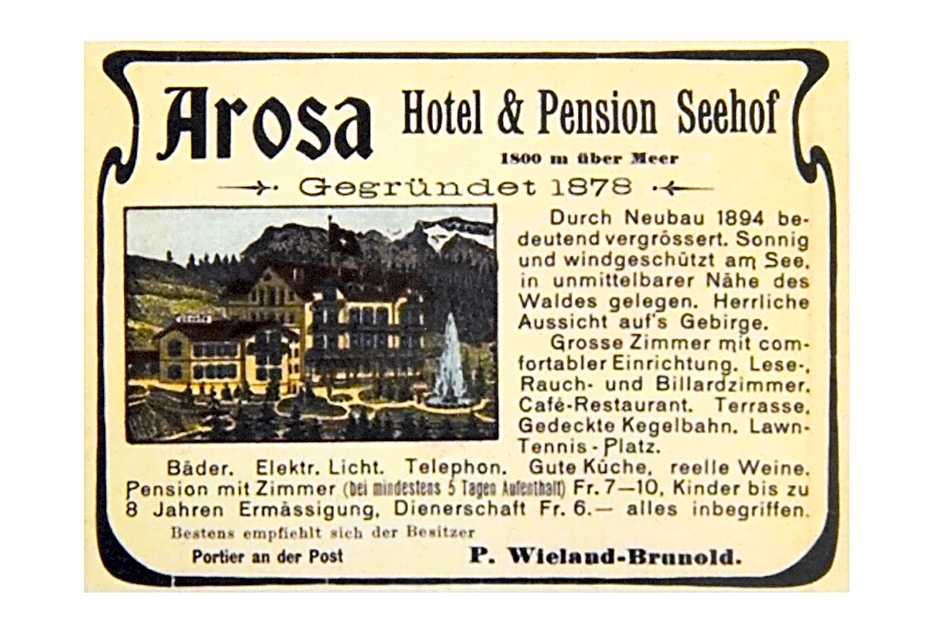 Arosa Hotel & Pension Seehof
1800 m über Meer
Gegründet 1878
Durch Neubau 1894 be-
deutend vergrössert. Sonnig
und windgeschützt am See,
in unmittelbarer Nähe des
Waldes gelegen. Herrliche
Aussicht auf's Gebirge.
Grosse Zimmer mit com-
fortabler Einrichtung. Lese-,
Rauch- und Billardzimmer.
Café-Restaurant. Terrasse,
Gedeckte Kegelbahn. Lawn-
Tennis-Platz.
Bäder. Elektr. Licht. Telephon. Gute Küche, reelle Weine.
Pension mit Zimmer (bei mindestens 5 Tagen Aufenthalt) Fr. 7—10, Kinder bis zu
8 Jahren Ermässigung, Dienerschaft Fr. 6.— alles inbegriffen.
Bestens empfiehlt sich der Besitzer
Portier an der Post P. Wieland-Brunold.